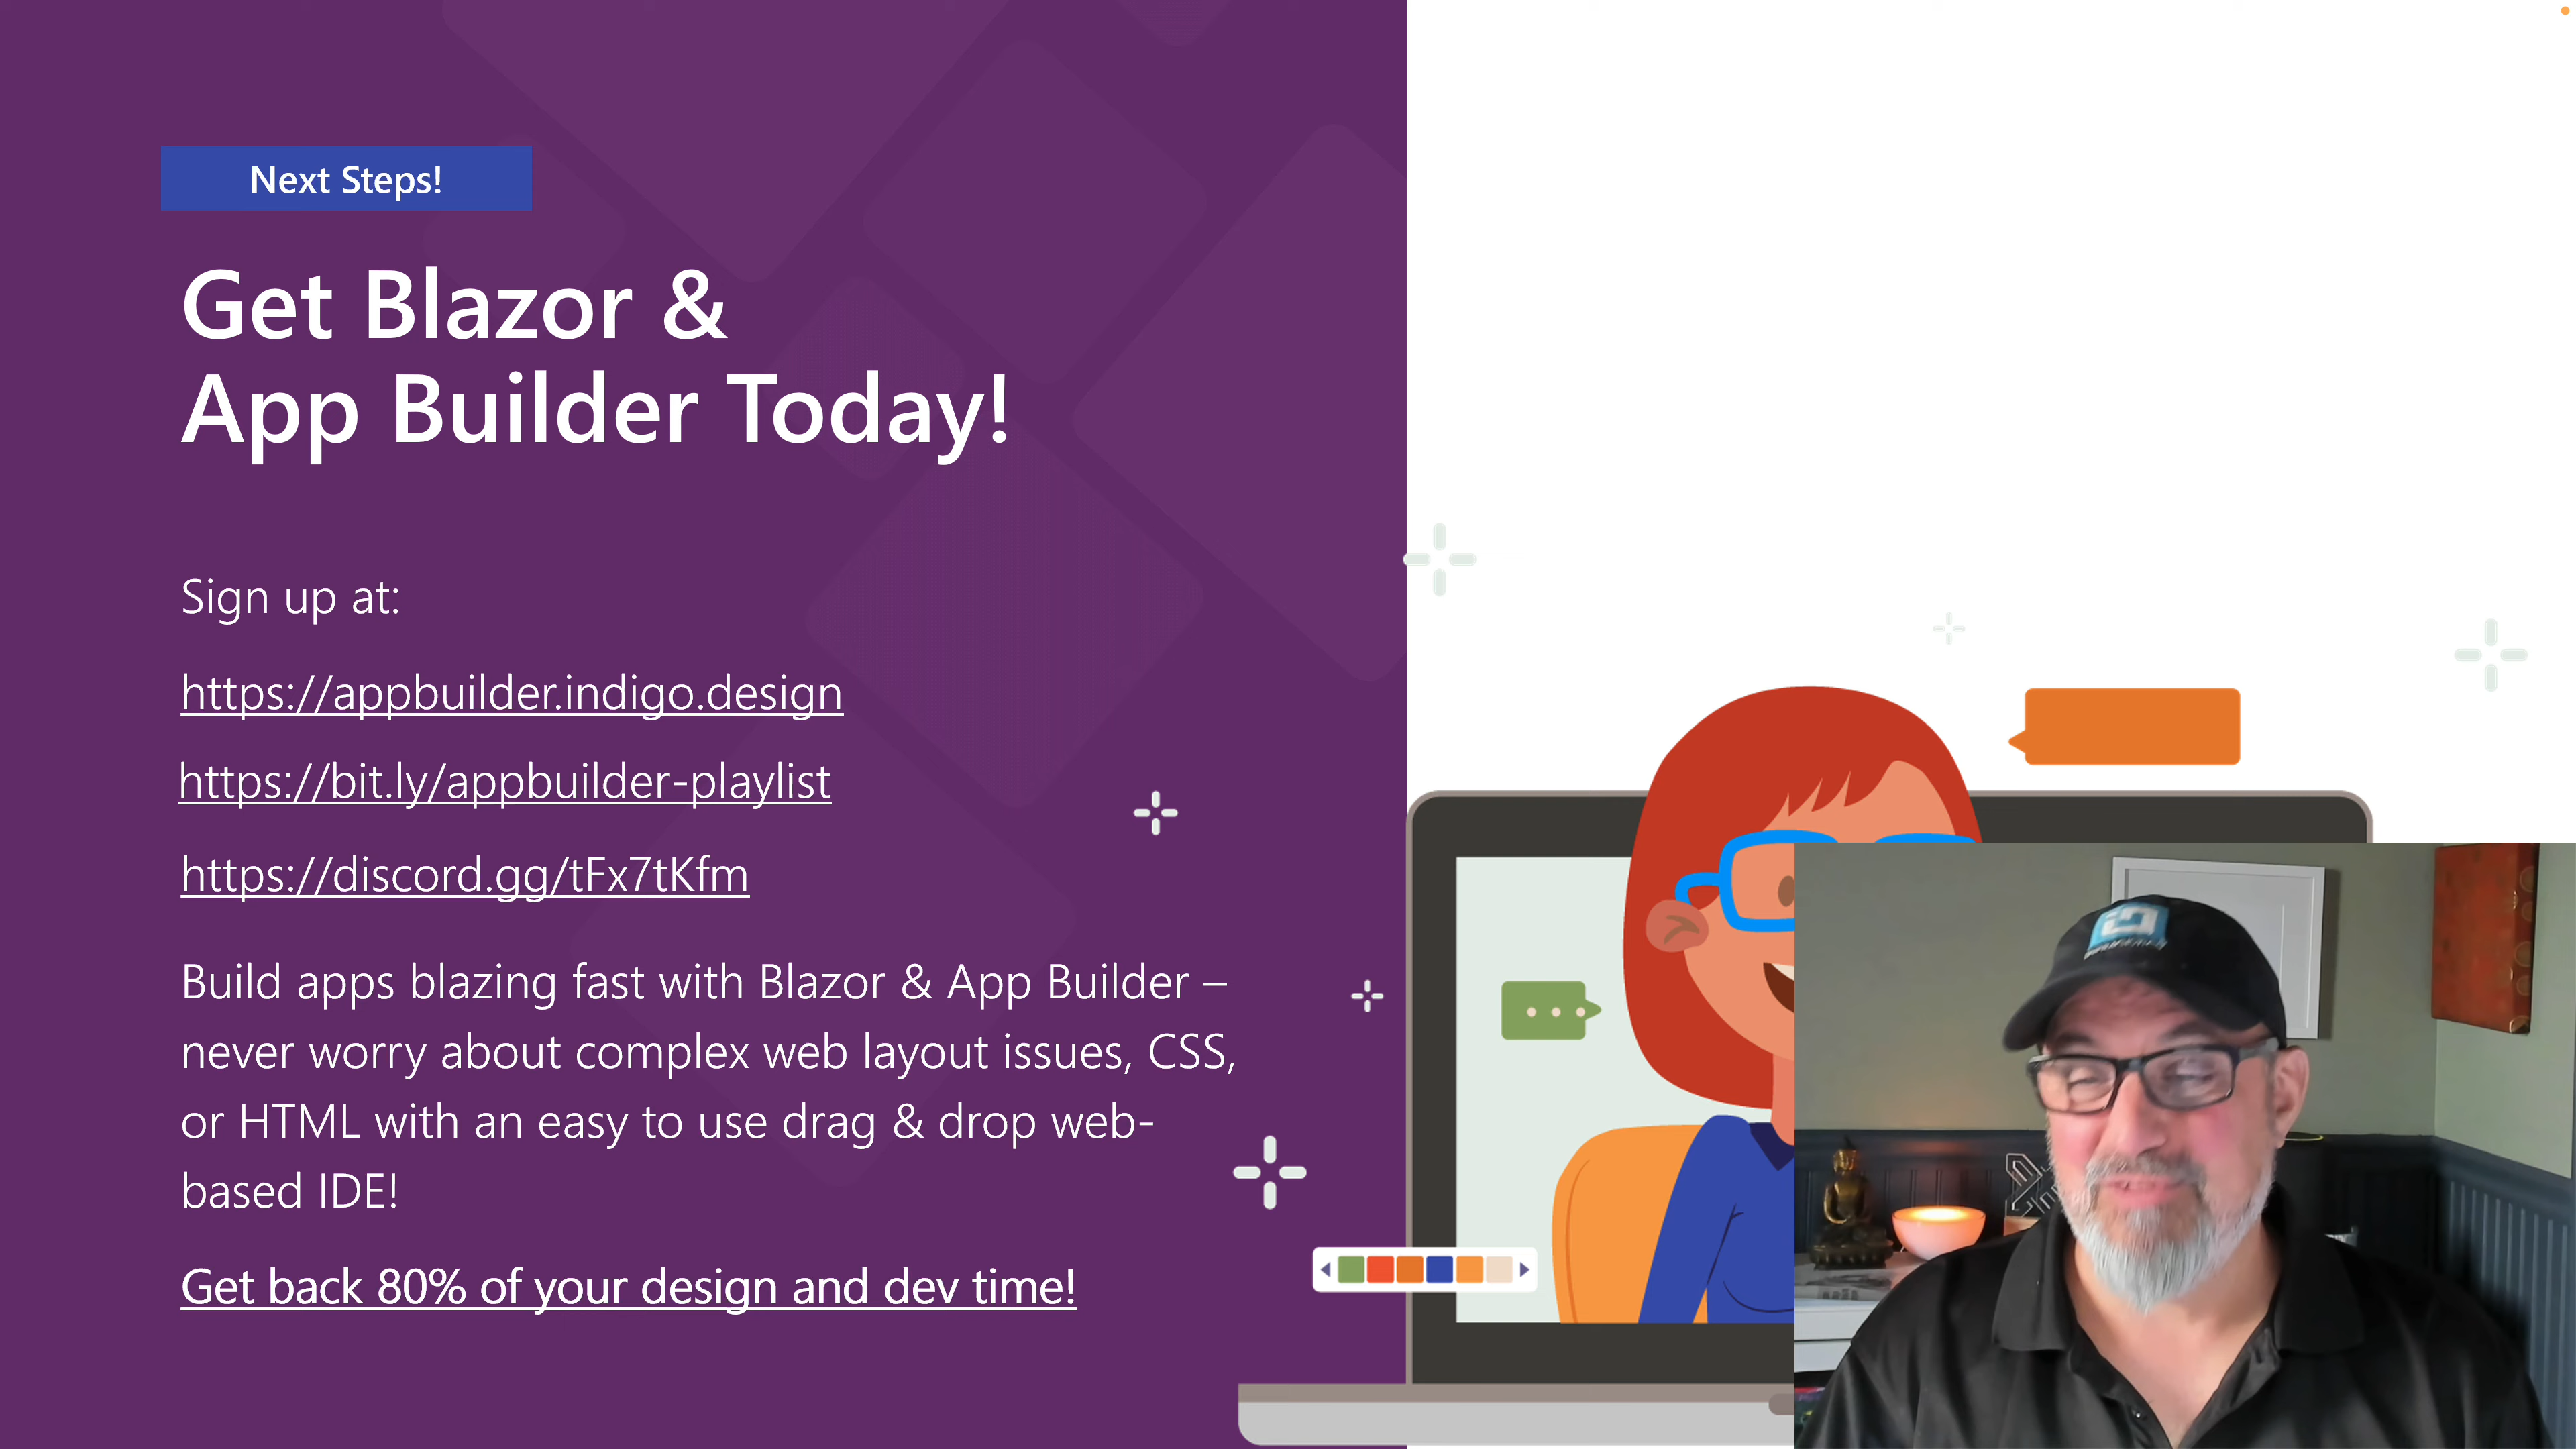 Next Steps!
Get Blazor &
App Builder Today!
Sign up at:
https://appbuilder.indigo.design
https://bit.ly/appbuilder-playlist
https://discord.gg/tFx7tKfm
Build apps blazing fast with Blazor & App Builder –
never worry about complex web layout issues, CSS,
or HTML with an easy to use drag & drop web-
based IDE!
Get back 80% of your design and dev time!